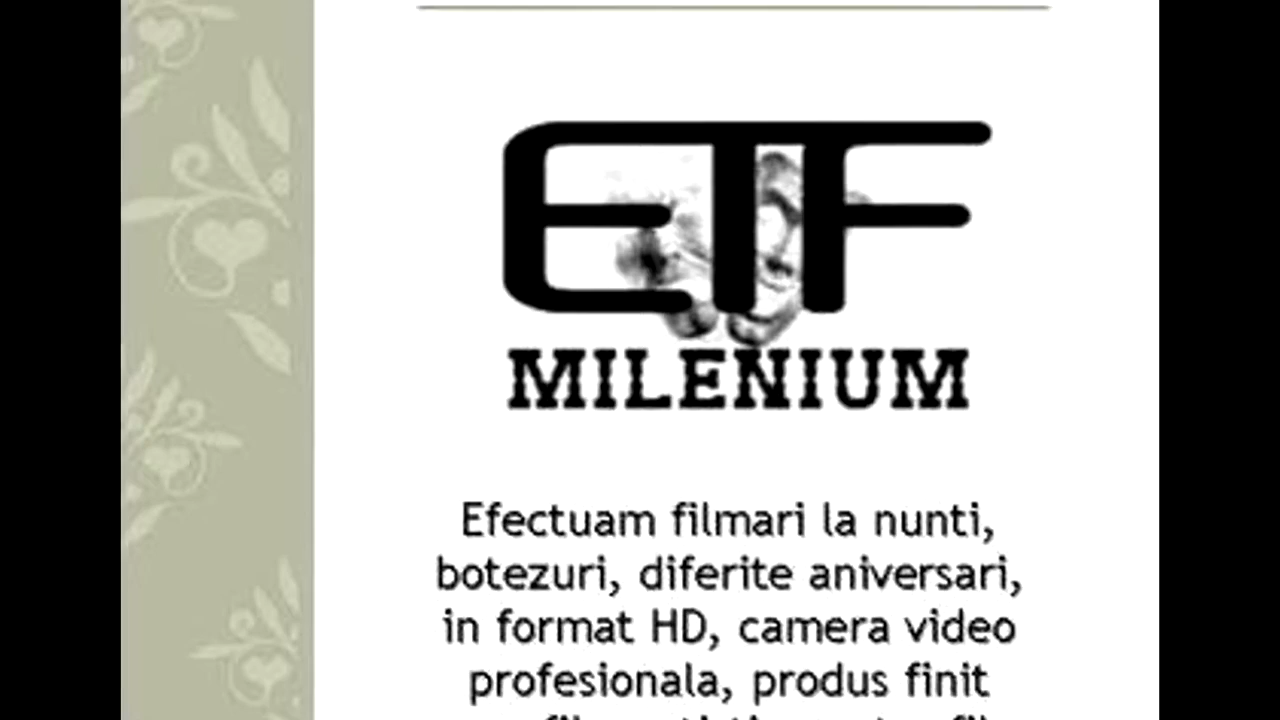 ETF
MILENIUM
Efectuam filmari la nunti,
botezuri, diferite aniversari,
in format HD, camera video
profesionala, produs finit